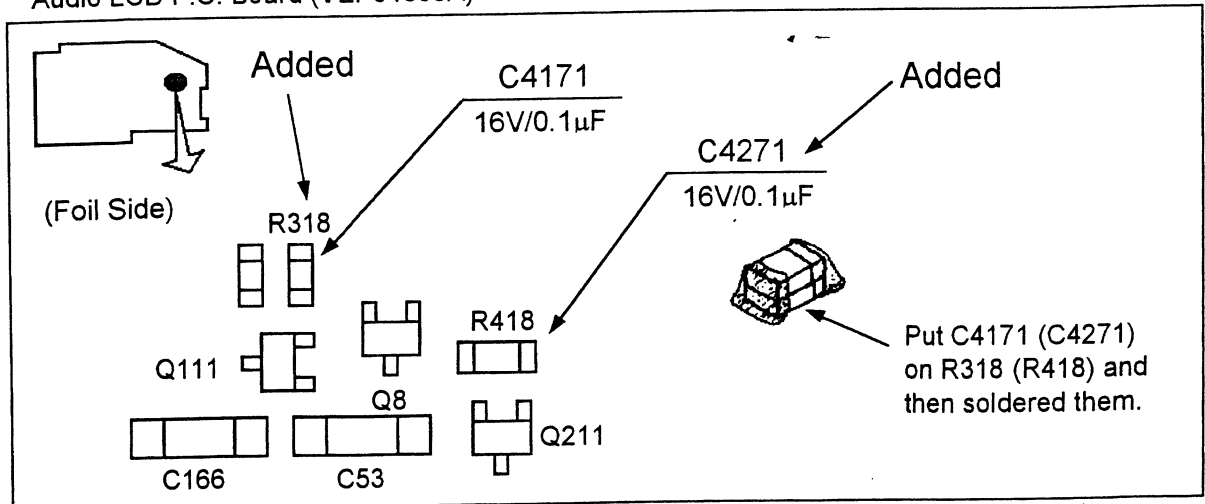 Added
C4171
16V/0.1µF
Added
C4271
16V/0.1µF
(Foil Side)
R318
R418
Q111
Q8
Q211
C166
C53
Put C4171 (C4271)
on R318 (R418) and
then soldered them.